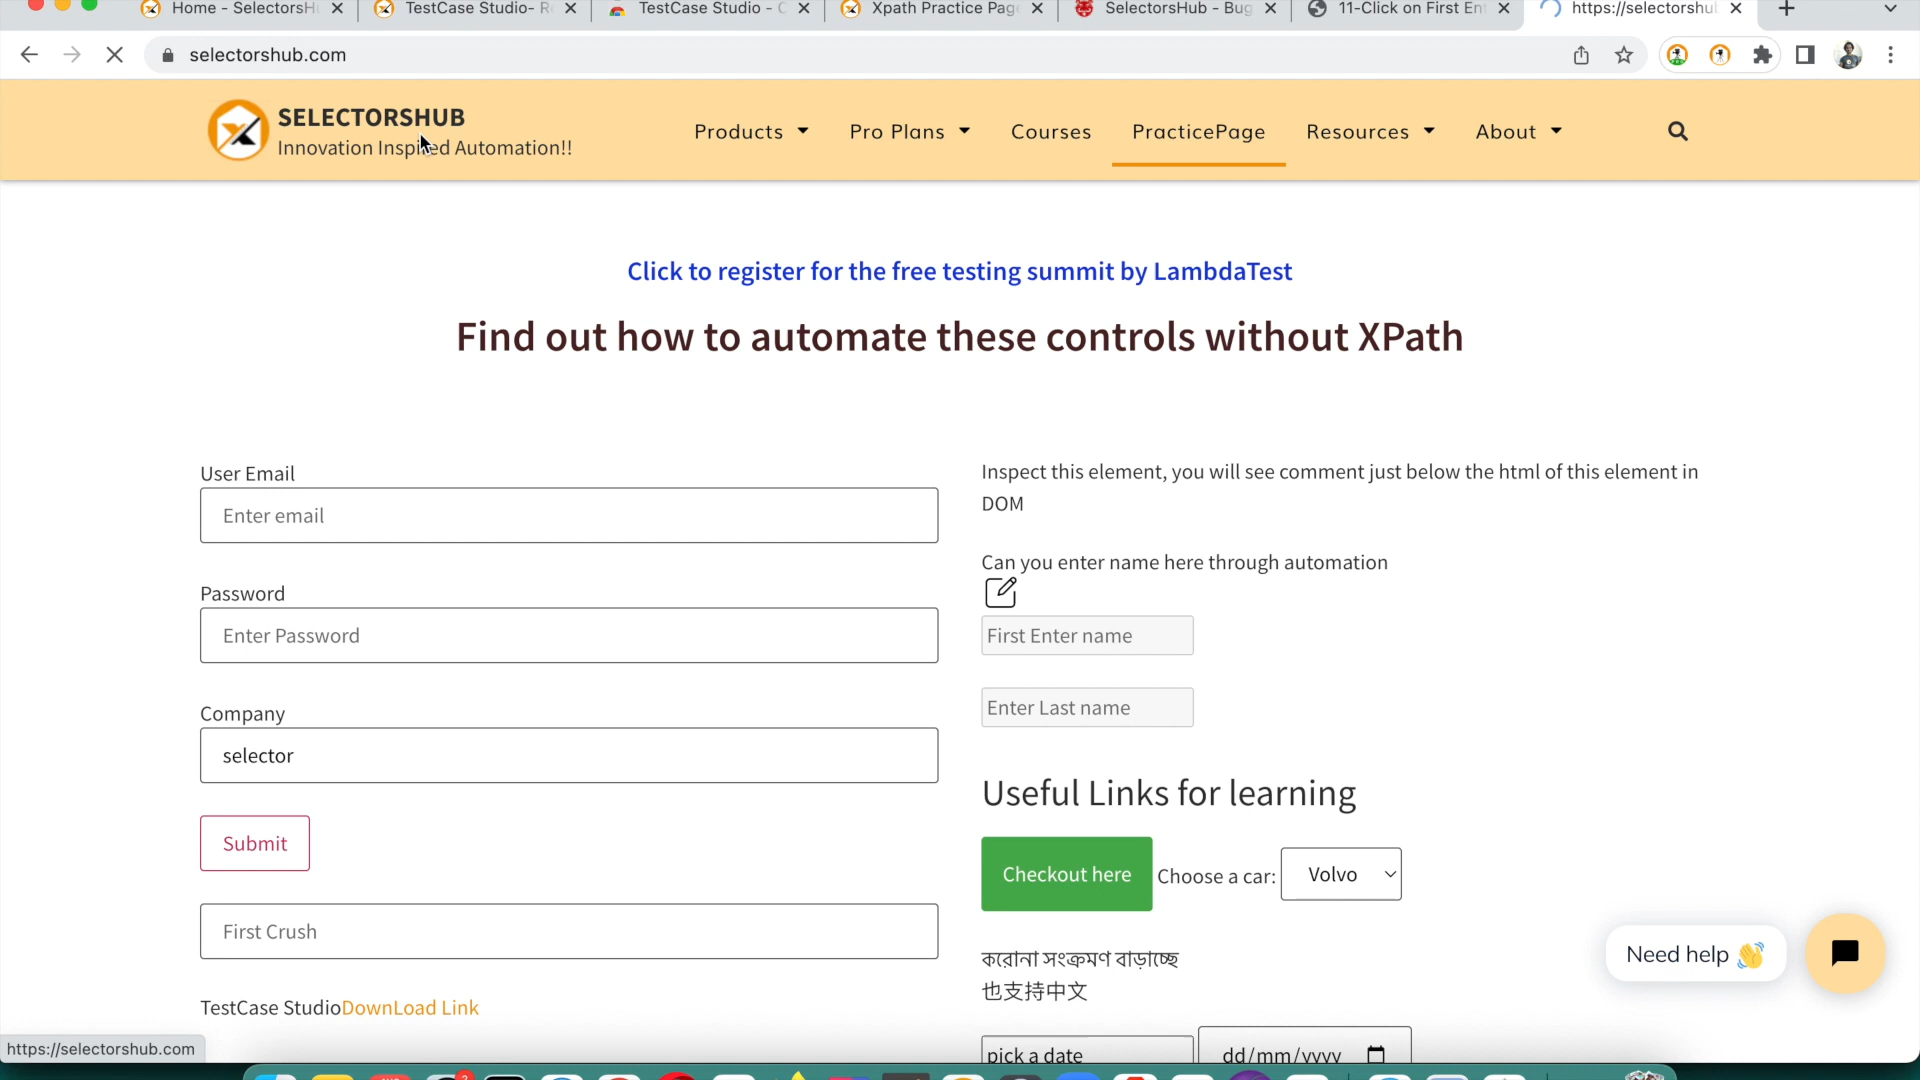 Home - SelectorsH
TestCase Studio- R
TestCase Studio - C
Xpath Practice Page
SelectorsHub - Bug
11-Click on First Ent
https://selectorshu
selectorshub.com
SELECTORSHUB
Innovation Inspired Automation!!
Products
Pro Plans
Courses
PracticePage
Resources
About
Click to register for the free testing summit by LambdaTest
Find out how to automate these controls without XPath
User Email
Enter email
Password
Enter Password
Company
selector
Submit
First Crush
TestCase StudioDownLoad Link
Inspect this element, you will see comment just below the html of this element in
DOM
Can you enter name here through automation
First Enter name
Enter Last name
Useful Links for learning
Checkout here
Choose a car:
Volvo
করোনা সংক্রমণ বাড়াচ্ছে
也支持中文
pick a date
dd/mm/yyyy
Need help 👋
https://selectorshub.com